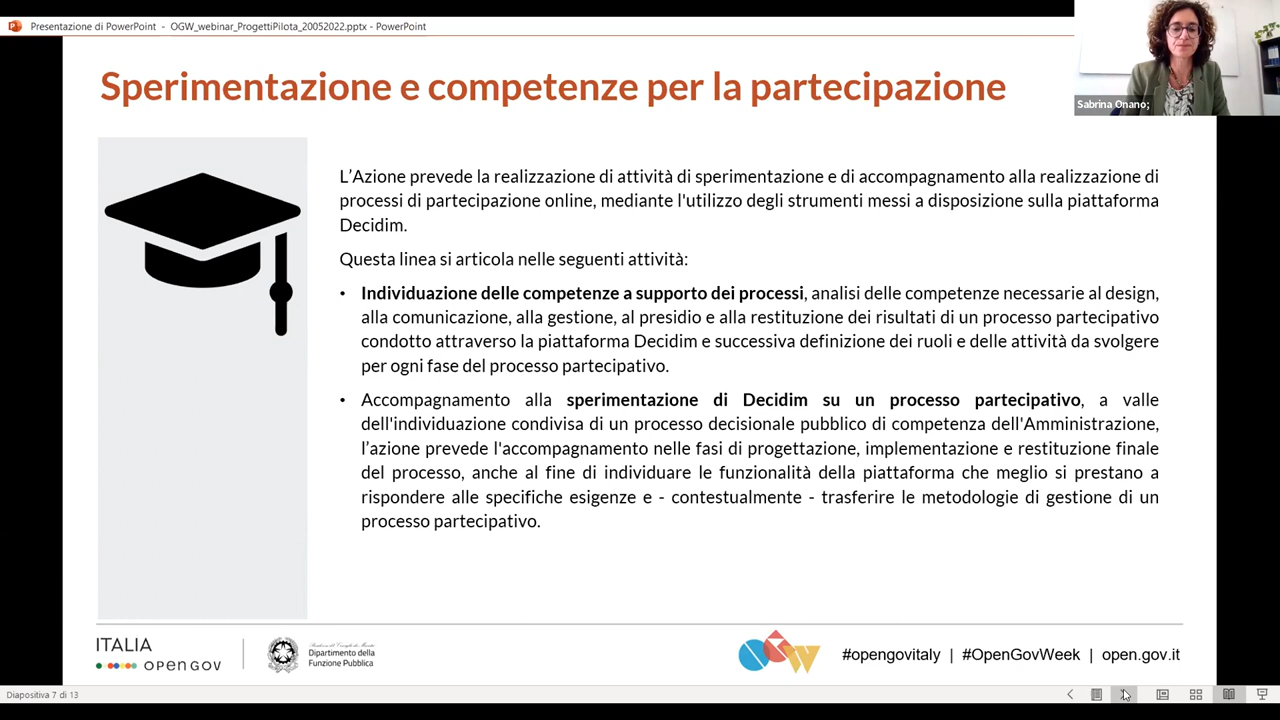 Presentazione di PowerPoint - OGW_webinar_ProgettiPilota_20052022.pptx - PowerPoint
Sabrina Onano;
Sperimentazione e competenze per la partecipazione
L'Azione prevede la realizzazione di attività di sperimentazione e di accompagnamento alla realizzazione di
processi di partecipazione online, mediante l'utilizzo degli strumenti messi a disposizione sulla piattaforma
Decidim.
Questa linea si articola nelle seguenti attività:
• Individuazione delle competenze a supporto dei processi, analisi delle competenze necessarie al design,
alla comunicazione, alla gestione, al presidio e alla restituzione dei risultati di un processo partecipativo
condotto attraverso la piattaforma Decidim e successiva definizione dei ruoli e delle attività da svolgere
per ogni fase del processo partecipativo.
• Accompagnamento alla sperimentazione di Decidim su un processo partecipativo, a valle
dell'individuazione condivisa di un processo decisionale pubblico di competenza dell'Amministrazione,
l'azione prevede l'accompagnamento nelle fasi di progettazione, implementazione e restituzione finale
del processo, anche al fine di individuare le funzionalità della piattaforma che meglio si prestano a
rispondere alle specifiche esigenze e - contestualmente - trasferire le metodologie di gestione di un
processo partecipativo.
ITALIA
OPEN GOV
Dipartimento della
Funzione Pubblica
OGW
#opengovitaly | #OpenGovWeek | open.gov.it
Diapositiva 7 di 13